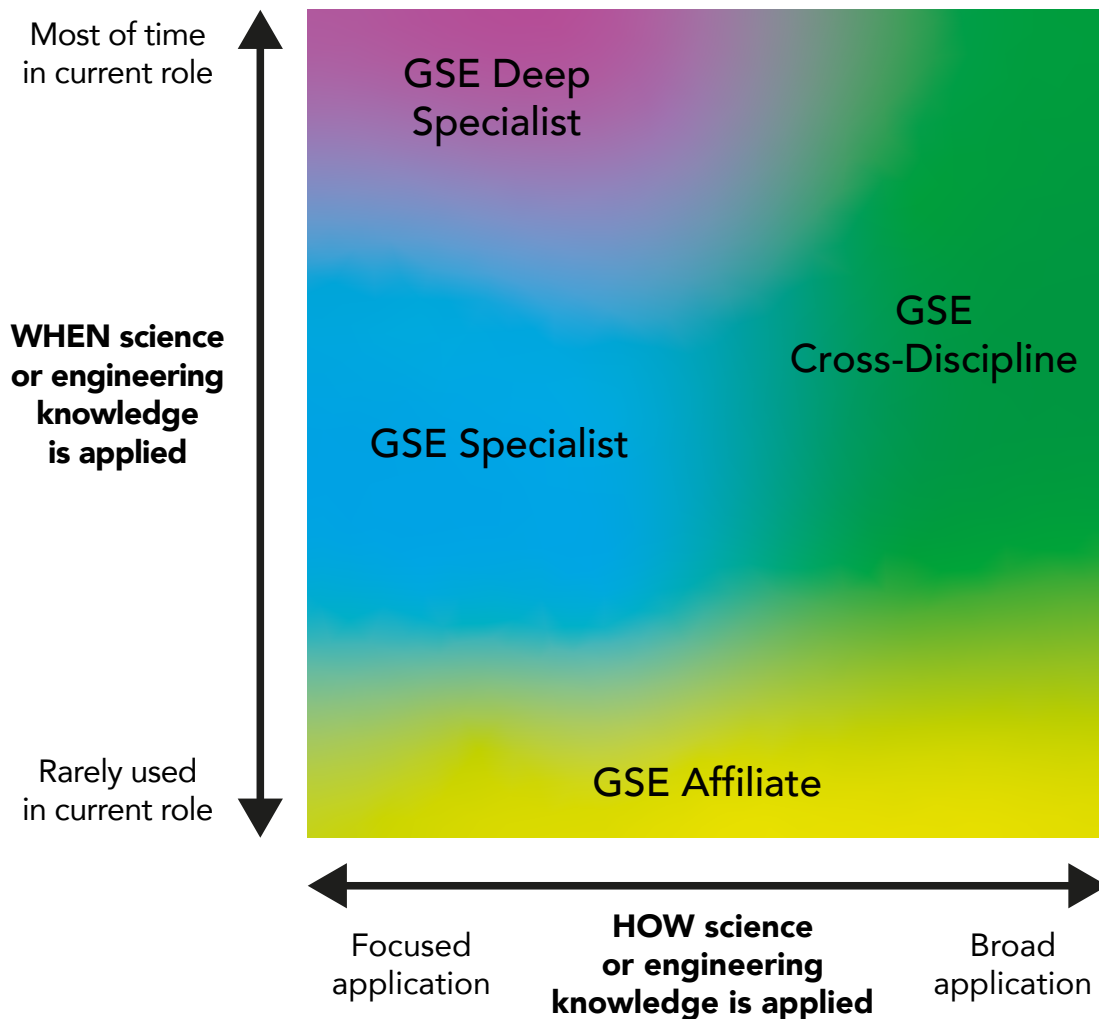 Most of time
in current role
GSE Deep
Specialist
WHEN science
or engineering
knowledge
is applied
GSE
Cross-Discipline
GSE Specialist
Rarely used
in current role
GSE Affiliate
Focused
application
HOW science
or engineering
knowledge is applied
Broad
application